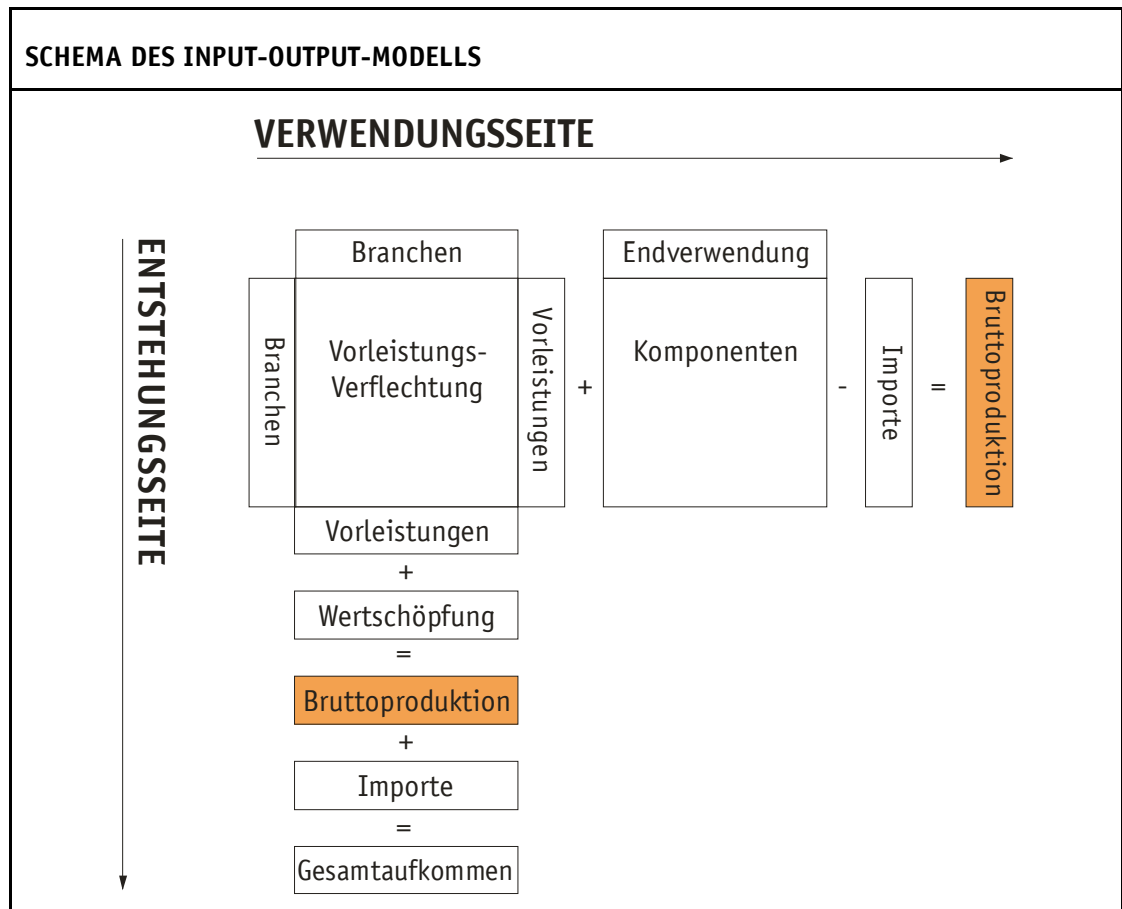 SCHEMA DES INPUT-OUTPUT-MODELLS
VERWENDUNGSSEITE
ENTSTEHUNGSSEITE
Branchen
Endverwendung
Branchen
Vorleistungs-
Verflechtung
Vorleistungen
+
Komponenten
-
Importe
=
Bruttoproduktion
Vorleistungen
+
Wertschöpfung
=
Bruttoproduktion
+
Importe
=
Gesamtaufkommen